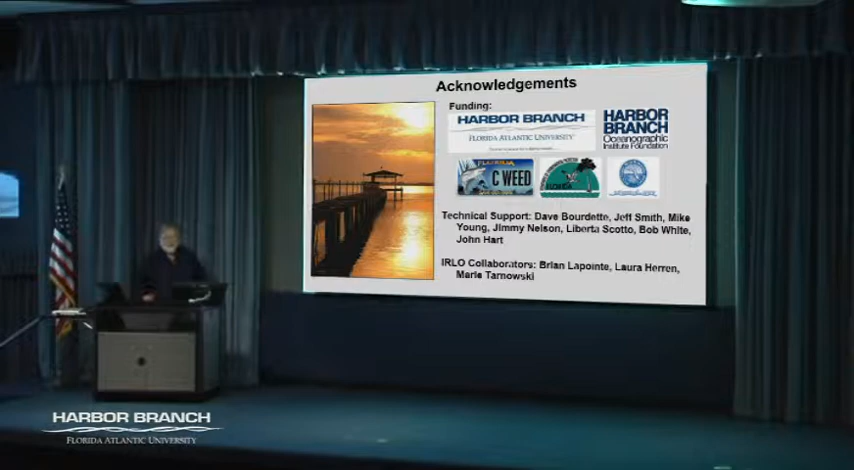 Acknowledgements
Funding:
HARBOR BRANCH
FLORIDA ATLANTIC UNIVERSITY
HARBOR
BRANCH
Oceanographic
Institute Foundation
FLORIDA
C WEED
FLORIDA
Technical Support: Dave Bourdette, Jeff Smith, Mike
Young, Jimmy Nelson, Liberta Scotto, Bob White,
John Hart
IRLO Collaborators: Brian Lapointe, Laura Herren,
Marie Tarnowski
HARBOR BRANCH
FLORIDA ATLANTIC UNIVERSITY